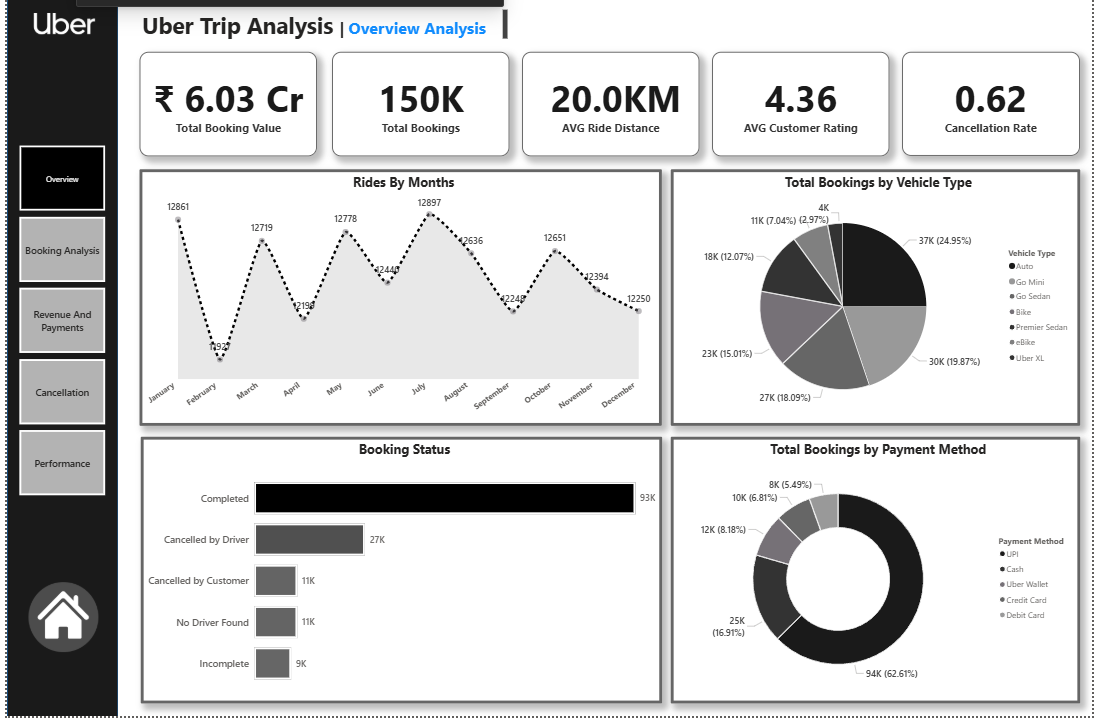 Uber
Uber Trip Analysis | Overview Analysis
₹ 6.03 Cr
Total Booking Value
150K
Total Bookings
20.0KM
AVG Ride Distance
4.36
AVG Customer Rating
0.62
Cancellation Rate
Overview
Booking Analysis
Revenue And
Payments
Cancellation
Performance
Rides By Months
12861
12719
12778
12897
12636
12651
12394
12250
January
February
March
April
May
June
July
August
September
October
November
December
Total Bookings by Vehicle Type
4K
(2.97%)
11K (7.04%)
37K (24.95%)
18K (12.07%)
23K (15.01%)
30K (19.87%)
27K (18.09%)
Vehicle Type
Auto
Go Mini
Go Sedan
Bike
Premier Sedan
eBike
Uber XL
Booking Status
Completed 93K
Cancelled by Driver 27K
Cancelled by Customer 11K
No Driver Found 11K
Incomplete 9K
Total Bookings by Payment Method
8K (5.49%)
10K (6.81%)
12K (8.18%)
25K
(16.91%)
94K (62.61%)
Payment Method
UPI
Cash
Uber Wallet
Credit Card
Debit Card